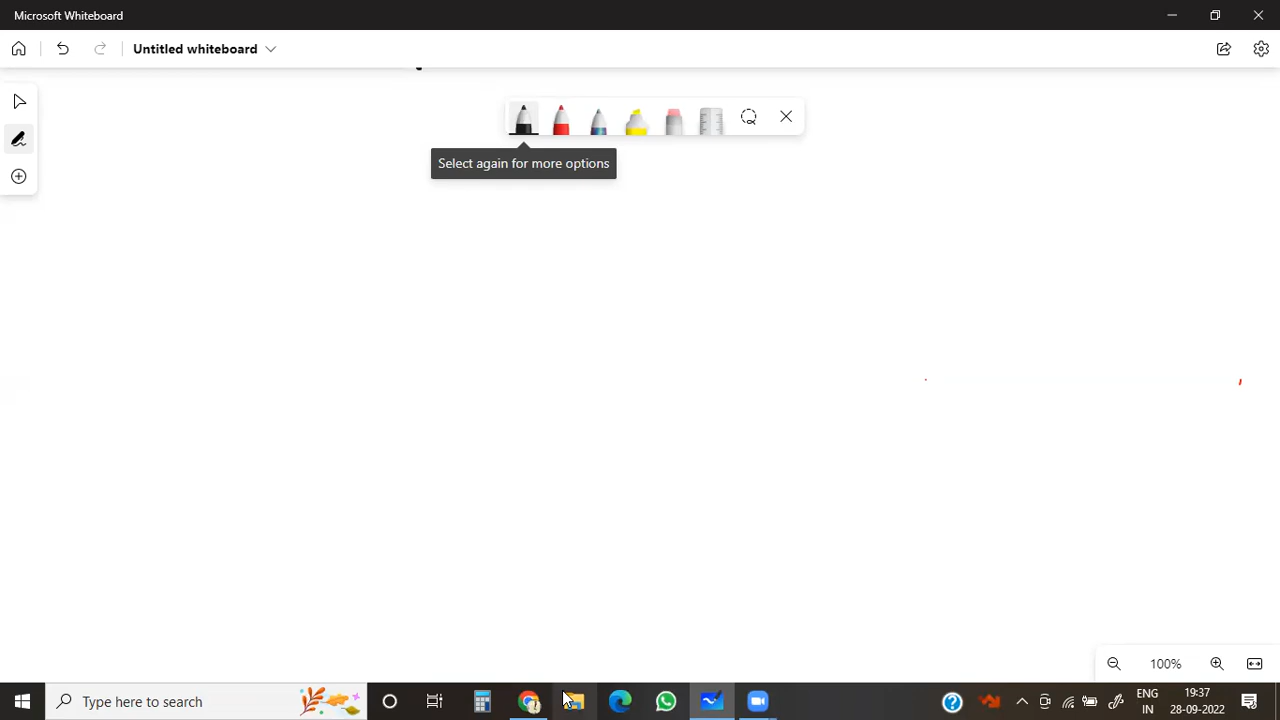 Microsoft Whiteboard
Untitled whiteboard
Select again for more options
100%
Type here to search
ENG
IN
19:37
28-09-2022